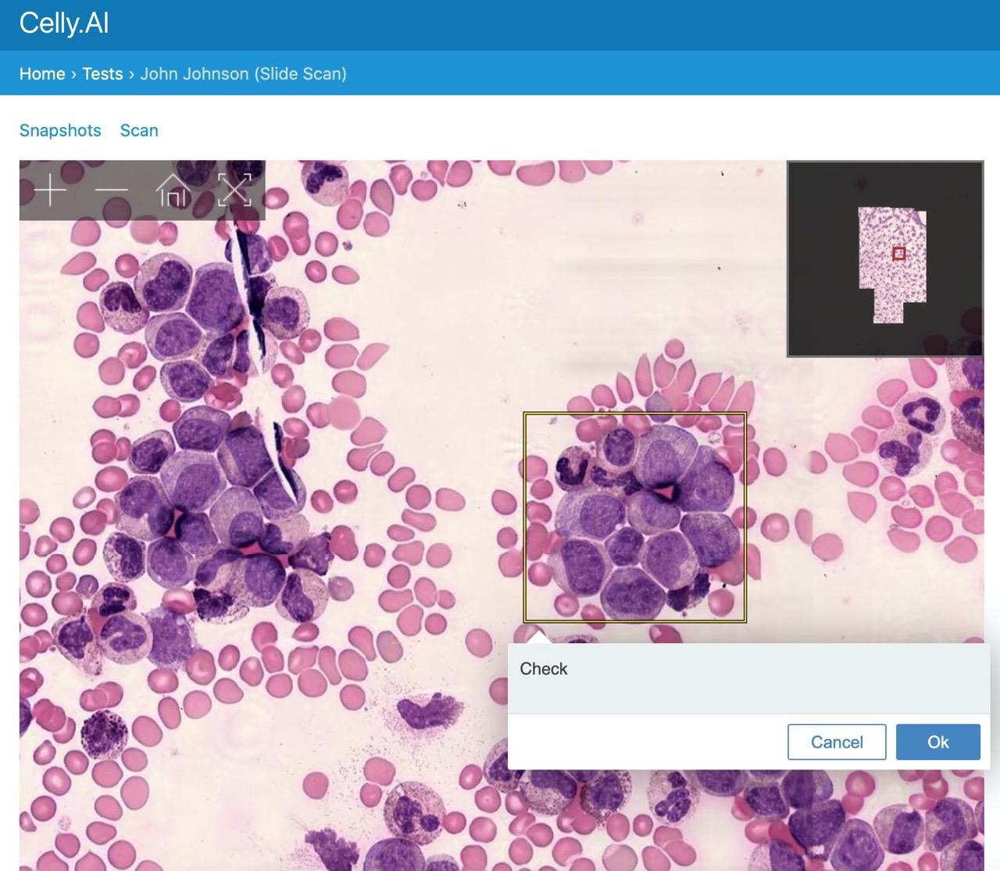 Celly.AI
Home › Tests › John Johnson (Slide Scan)
Snapshots Scan
Check
Cancel Ok